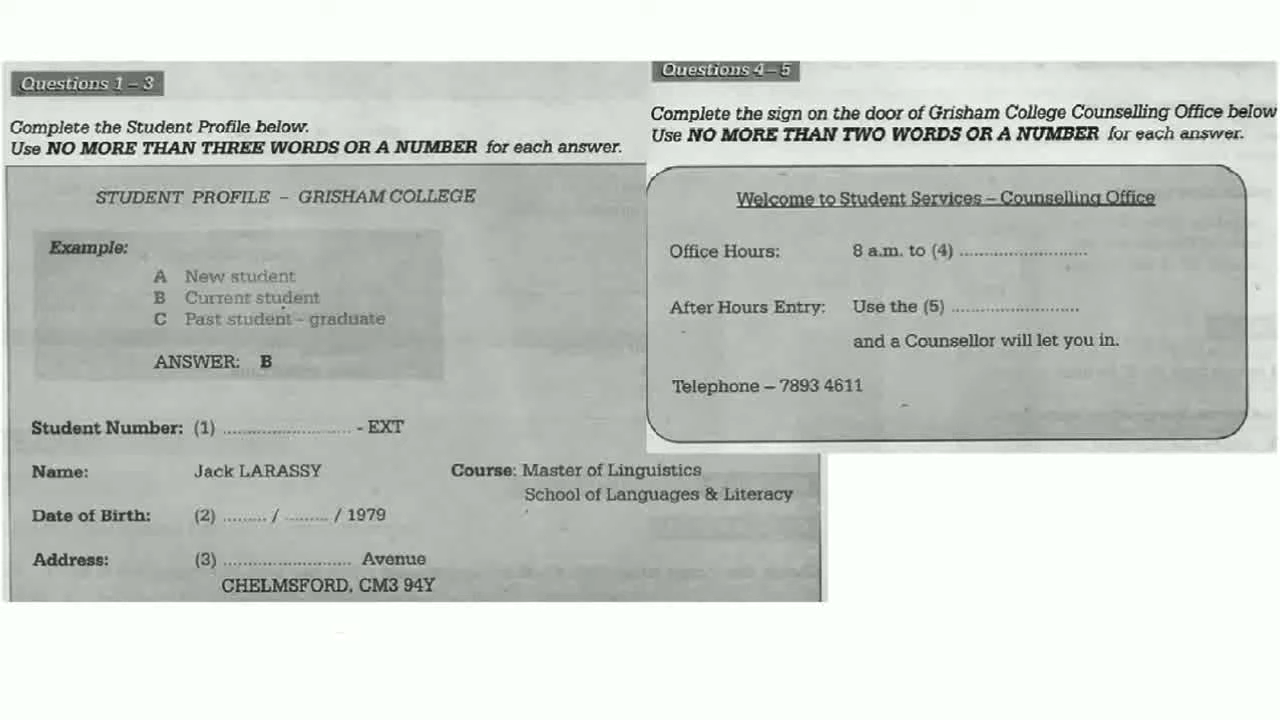 Questions 1 – 3
Complete the Student Profile below.
Use NO MORE THAN THREE WORDS OR A NUMBER for each answer.
STUDENT PROFILE – GRISHAM COLLEGE
Example:
A New student
B Current student
C Past student – graduate
ANSWER: B
Student Number: (1) .......................... - EXT
Name: Jack LARASSY
Course: Master of Linguistics
School of Languages & Literacy
Date of Birth: (2) ......... / ......... / 1979
Address: (3) .......................... Avenue
CHELMSFORD, CM3 94Y
Questions 4 – 5
Complete the sign on the door of Grisham College Counselling Office below
Use NO MORE THAN TWO WORDS OR A NUMBER for each answer.
Welcome to Student Services – Counselling Office
Office Hours: 8 a.m. to (4) ..........................
After Hours Entry: Use the (5) ..........................
and a Counsellor will let you in.
Telephone – 7893 4611